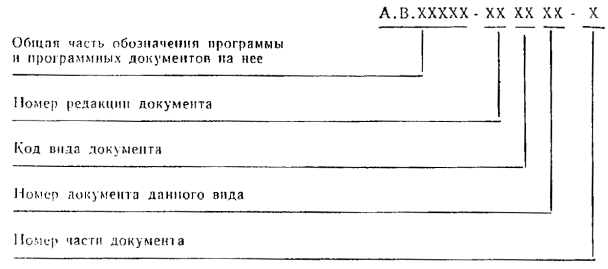 А.В.ХХХХХ - ХХ ХХ ХХ - Х
Общая часть обозначения программы
и программных документов на нее
Номер редакции документа
Код вида документа
Номер документа данного вида
Номер части документа